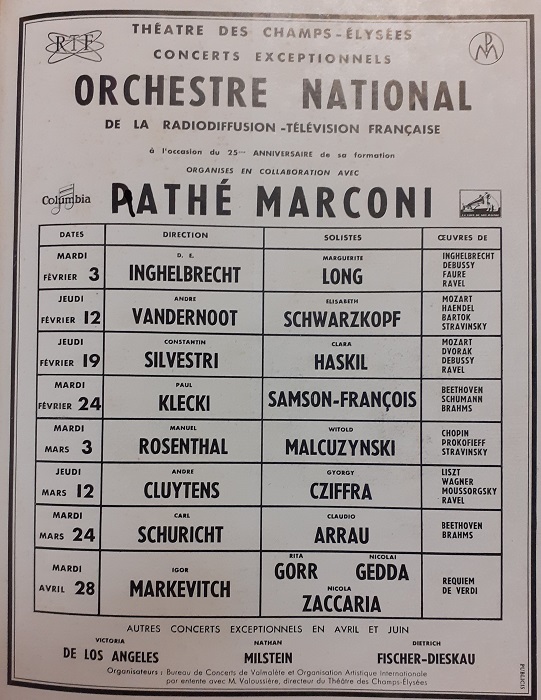 THÉATRE DES CHAMPS-ÉLYSÉES
RTF
CONCERTS EXCEPTIONNELS
PM
ORCHESTRE NATIONAL
DE LA RADIODIFFUSION-TÉLÉVISION FRANÇAISE
à l'occasion du 25ème ANNIVERSAIRE de sa formation
ORGANISES EN COLLABORATION AVEC
Columbia PATHÉ MARCONI
DATES DIRECTION SOLISTES ŒUVRES DE
MARDI FÉVRIER 3
D. E. INGHELBRECHT
MARGUERITE LONG
INGHELBRECHT
DEBUSSY
FAURE
RAVEL
JEUDI FÉVRIER 12
ANDRE VANDERNOOT
ELISABETH SCHWARZKOPF
MOZART
HAENDEL
BARTOK
STRAVINSKY
JEUDI FÉVRIER 19
CONSTANTIN SILVESTRI
CLARA HASKIL
MOZART
DVORAK
DEBUSSY
RAVEL
MARDI FÉVRIER 24
PAUL KLECKI
SAMSON-FRANÇOIS
BEETHOVEN
SCHUMANN
BRAHMS
MARDI MARS 3
MANUEL ROSENTHAL
WITOLD MALCUZYNSKI
CHOPIN
PROKOFIEFF
STRAVINSKY
JEUDI MARS 12
ANDRE CLUYTENS
GYORGY CZIFFRA
LISZT
WAGNER
MOUSSORGSKY
RAVEL
MARDI MARS 24
CARL SCHURICHT
CLAUDIO ARRAU
BEETHOVEN
BRAHMS
MARDI AVRIL 28
IGOR MARKEVITCH
RITA GORR
NICOLAI GEDDA
NICOLA ZACCARIA
REQUIEM
DE VERDI
AUTRES CONCERTS EXCEPTIONNELS EN AVRIL ET JUIN
VICTORIA DE LOS ANGELES
NATHAN MILSTEIN
DIETRICH FISCHER-DIESKAU
Organisateurs : Bureau de Concerts de Valmalète et Organisation Artistique Internationale
par entente avec M. Valoussière, directeur du Théatre des Champs-Élysées
PUBLICIS